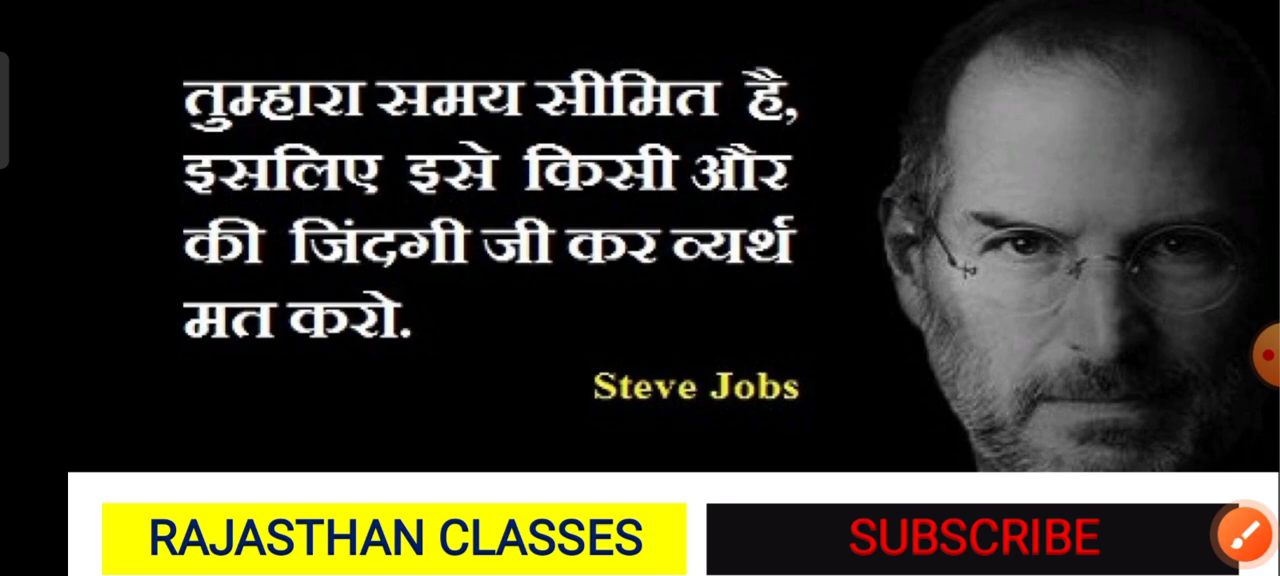 तुम्हारा समय सीमित है,
इसलिए इसे किसी और
की जिंदगी जी कर व्यर्थ
मत करो.
Steve Jobs
RAJASTHAN CLASSES
SUBSCRIBE